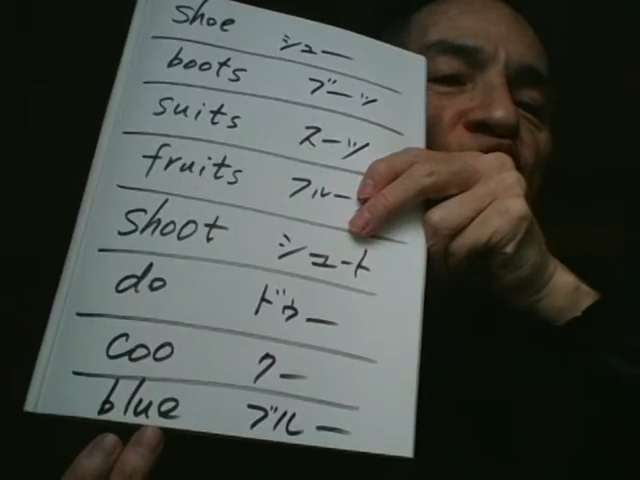 shoe シュー
boots ブーツ
suits スーツ
fruits フルー
shoot シュート
do ドゥー
coo クー
blue ブルー